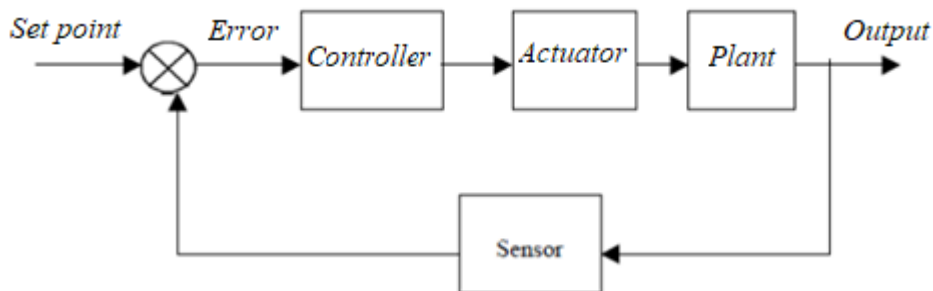 Set point
Error
Controller
Actuator
Plant
Output
Sensor